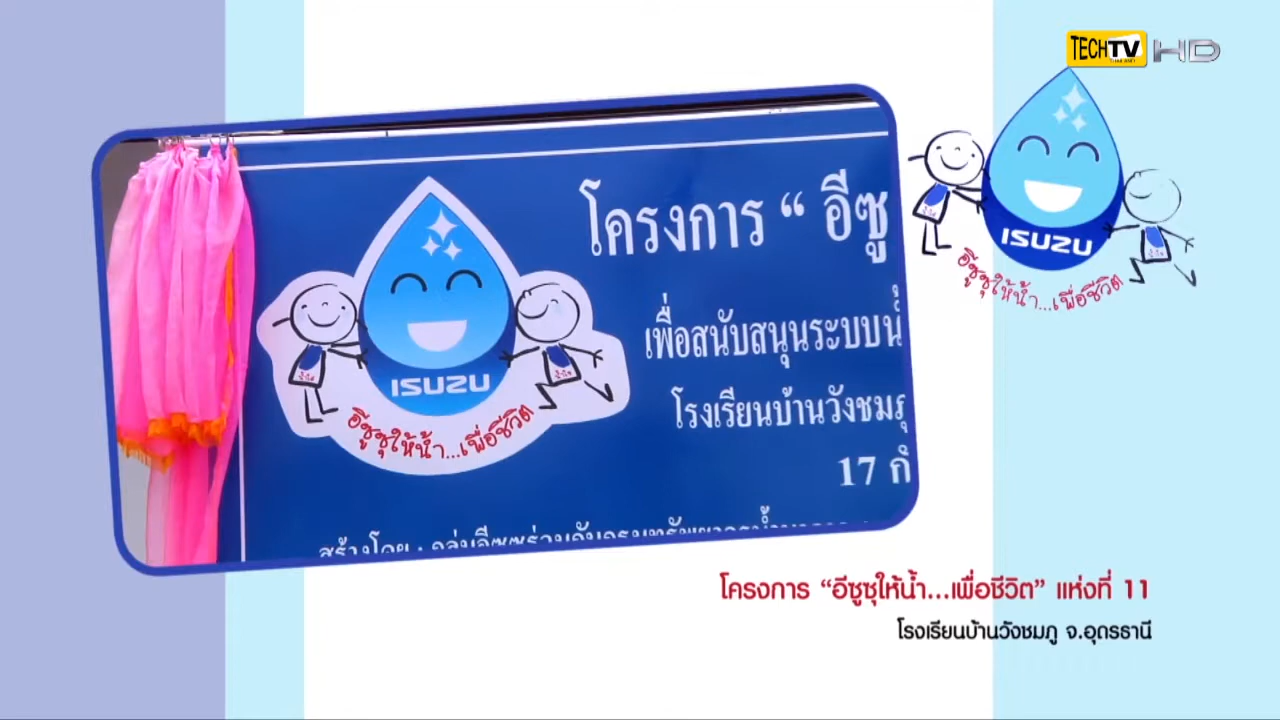 TECHTV HD
THAILAND
โครงการ “ อีซู
เพื่อสนับสนุนระบบน้ำ
โรงเรียนบ้านวังชมภู
17 กั
ISUZU
อีซูซุให้น้ำ...เพื่อชีวิต
ISUZU
อีซูซุให้น้ำ...เพื่อชีวิต
โครงการ “อีซูซุให้น้ำ...เพื่อชีวิต” แห่งที่ 11
โรงเรียนบ้านวังชมภู จ.อุดรธานี